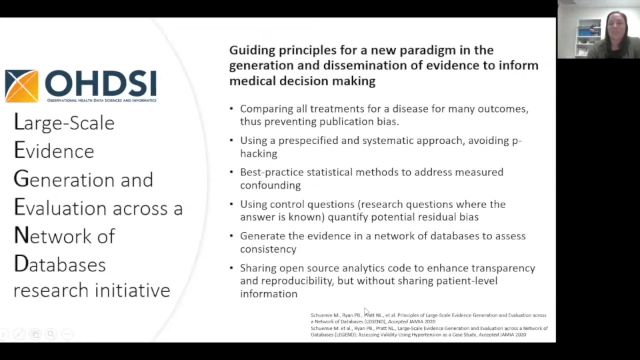 OHDSI
OBSERVATIONAL HEALTH DATA SCIENCES AND INFORMATICS
Large-Scale
Evidence
Generation and
Evaluation across a
Network of
Databases
research initiative
Guiding principles for a new paradigm in the
generation and dissemination of evidence to inform
medical decision making
• Comparing all treatments for a disease for many outcomes,
thus preventing publication bias.
• Using a prespecified and systematic approach, avoiding p-
hacking
• Best-practice statistical methods to address measured
confounding
• Using control questions (research questions where the
answer is known) quantify potential residual bias
• Generate the evidence in a network of databases to assess
consistency
• Sharing open source analytics code to enhance transparency
and reproducibility, but without sharing patient-level
information
Schuemie M., Ryan PB., Pratt NL., et al. Principles of Large-Scale Evidence Generation and Evaluation across
a Network of Databases (LEGEND), Accepted JAMIA 2020
Schuemie M. et al., Ryan PB., Pratt NL., Large-Scale Evidence Generation and Evaluation across a Network of
Databases (LEGEND): Assessing Validity Using Hypertension as a Case Study, Accepted JAMIA 2020